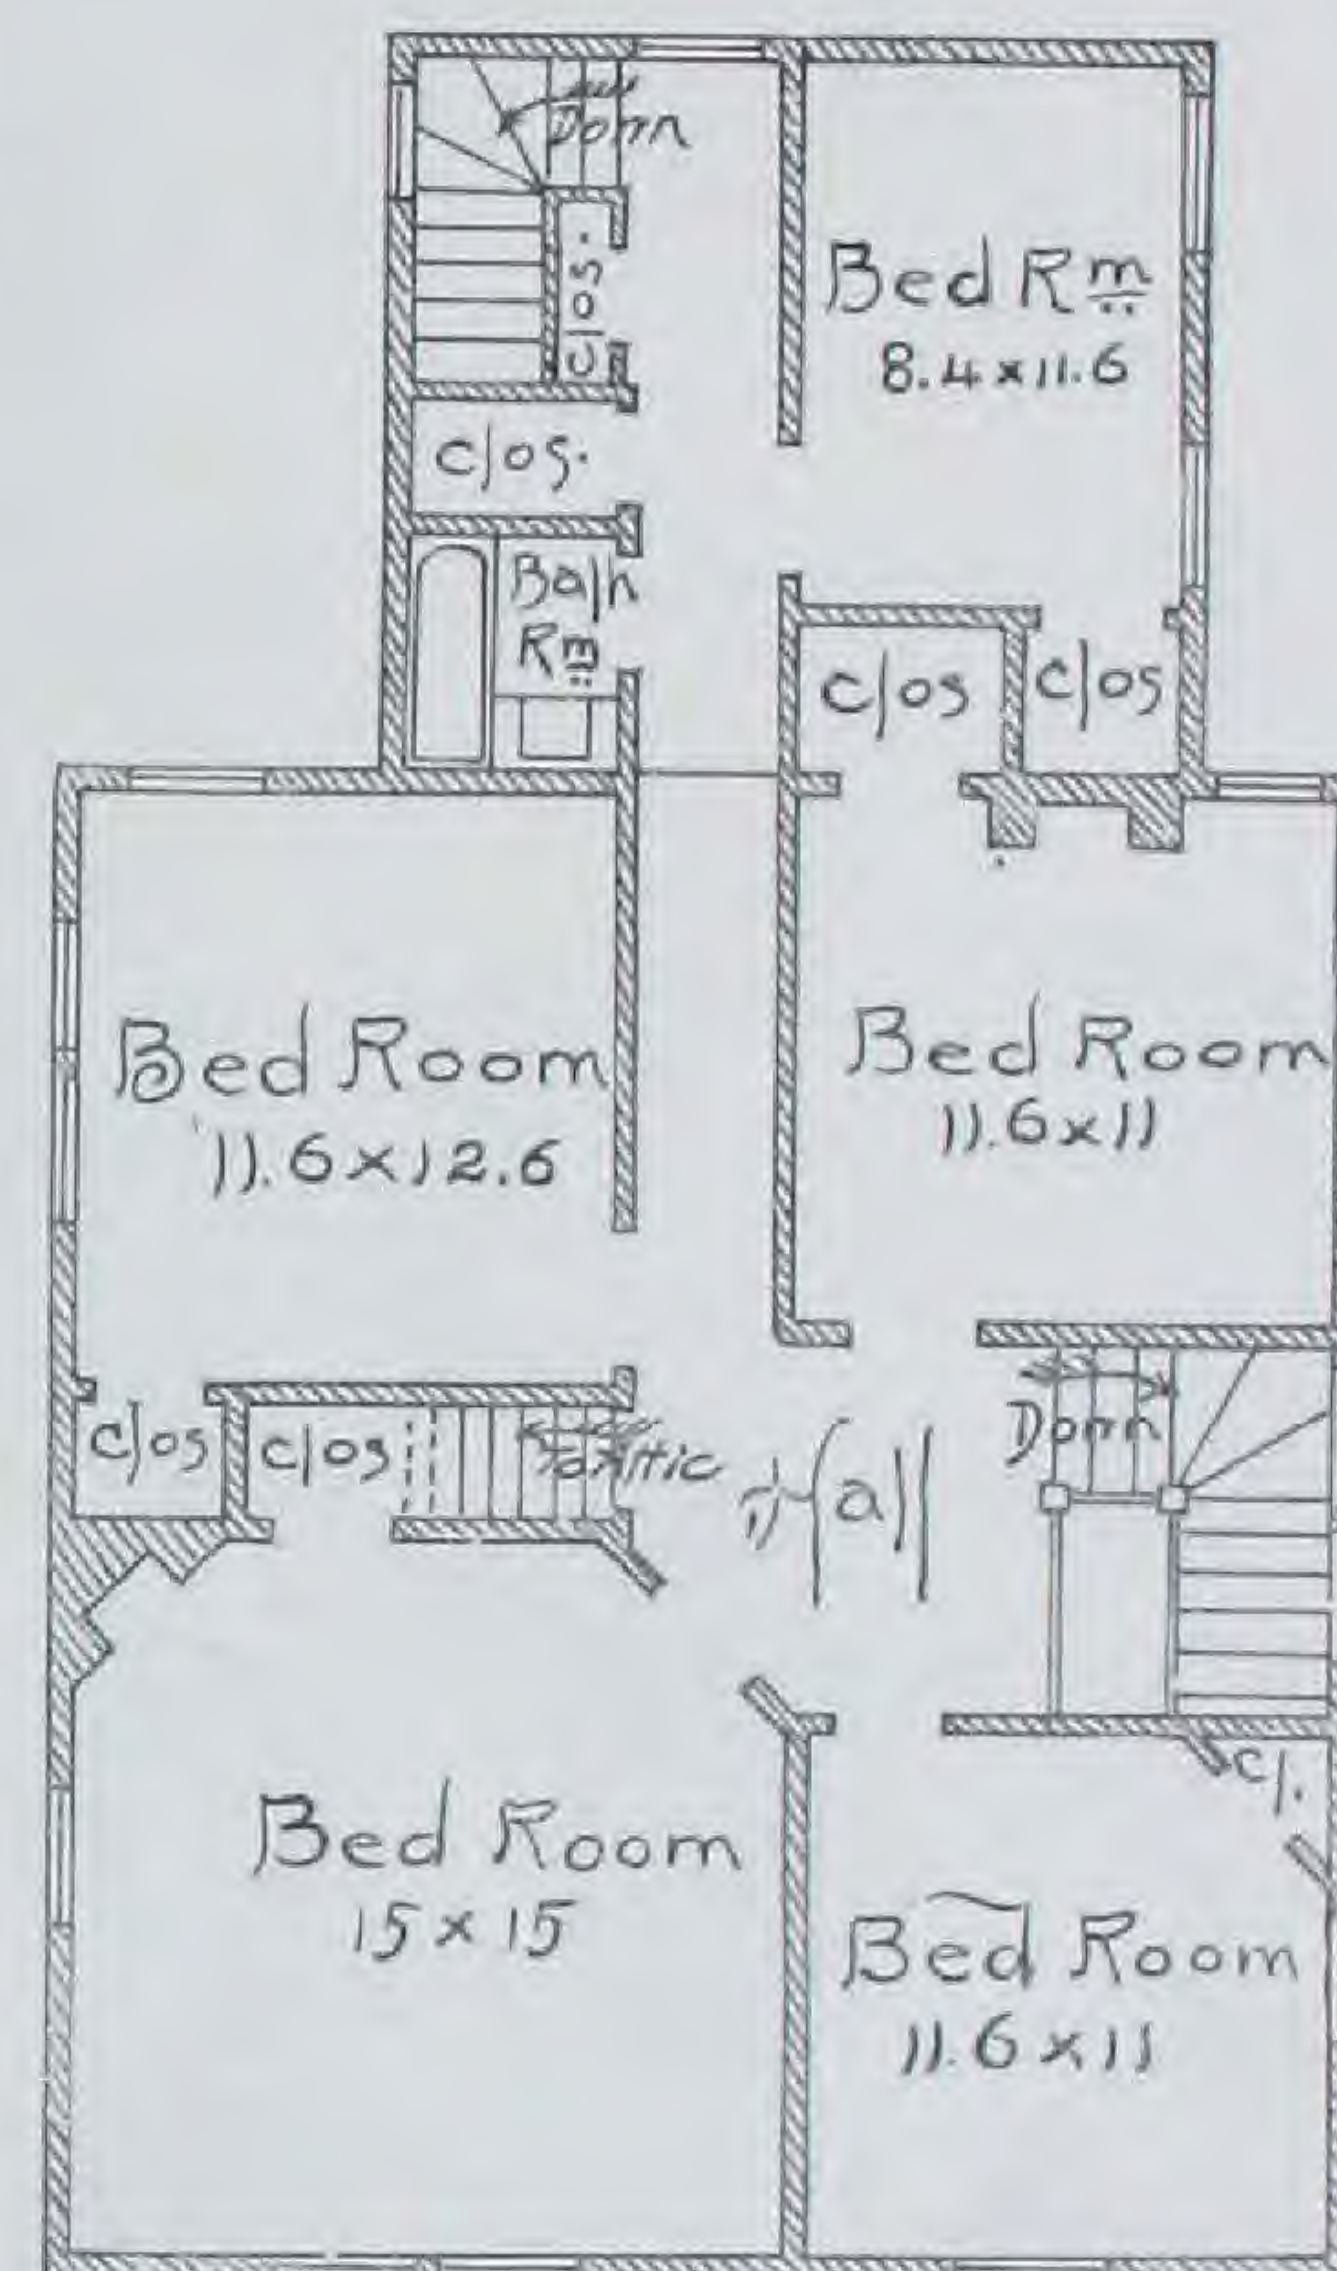 Down
Clos.
Bed Rm
8.4 x 11.6
Clos.
Bath
Rm
Clos
Clos
Bed Room
11.6 x 12.6
Bed Room
11.6 x 11
Clos
Clos
To Attic
Hall
Down
Cl.
Bed Room
15 x 15
Bed Room
11.6 x 11